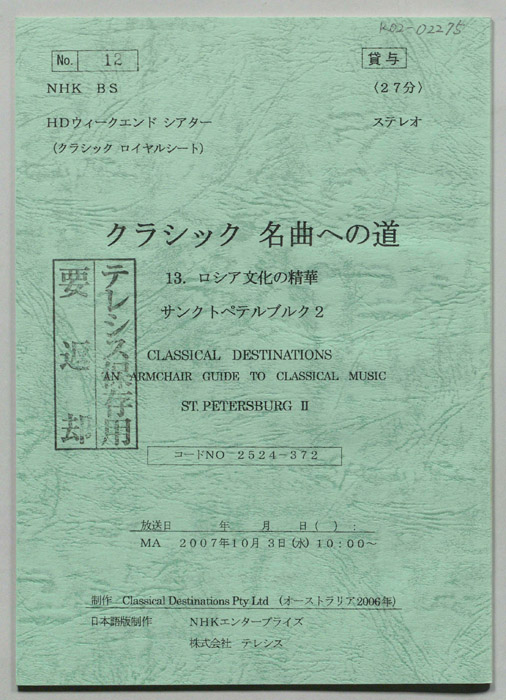 R02-02275
No. 12
貸与
NHK BS
〈27分〉
HDウィークエンド シアター
ステレオ
(クラシック ロイヤルシート)
クラシック 名曲への道
13. ロシア文化の精華
サンクトペテルブルク2
テレシス保存用
要返却
CLASSICAL DESTINATIONS
AN ARMCHAIR GUIDE TO CLASSICAL MUSIC
ST. PETERSBURG Ⅱ
コードNO 2524-372
放送日 年 月 日( ) :
MA 2007年10月 3日(水) 10:00~
制作 Classical Destinations Pty Ltd (オーストラリア2006年)
日本語版制作 NHKエンタープライズ
株式会社 テレシス